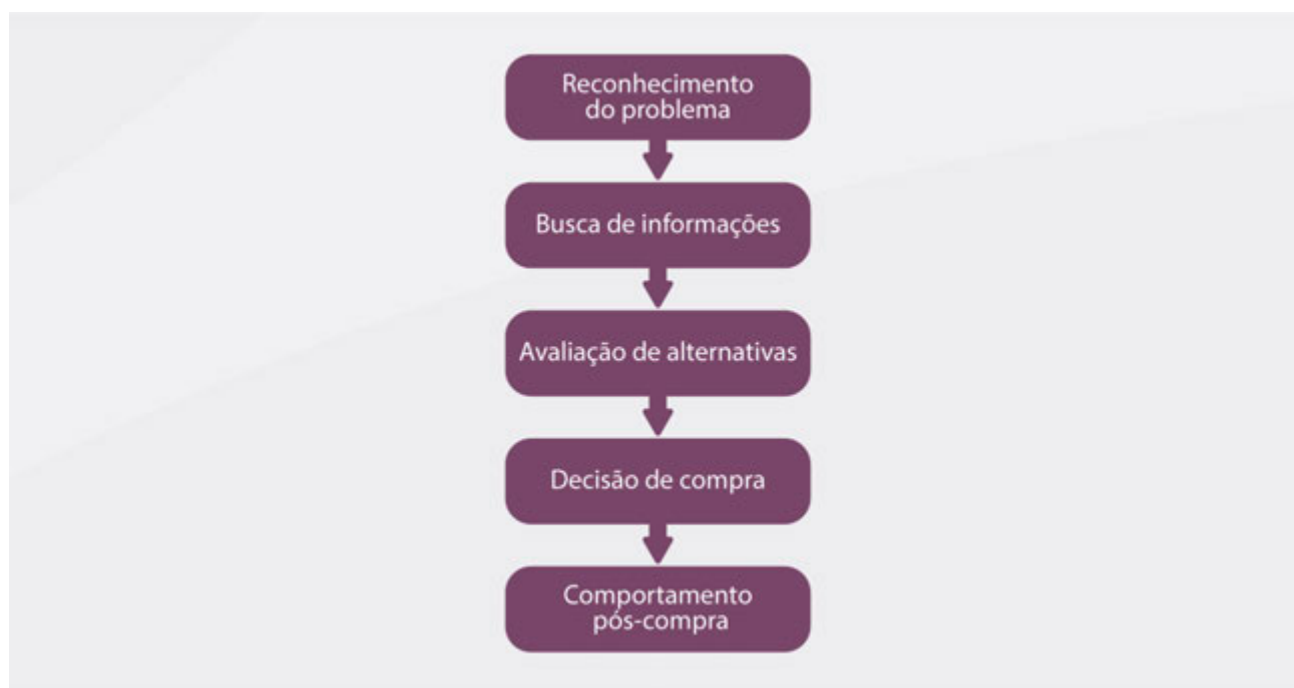 Reconhecimento
do problema
Busca de informações
Avaliação de alternativas
Decisão de compra
Comportamento
pós-compra